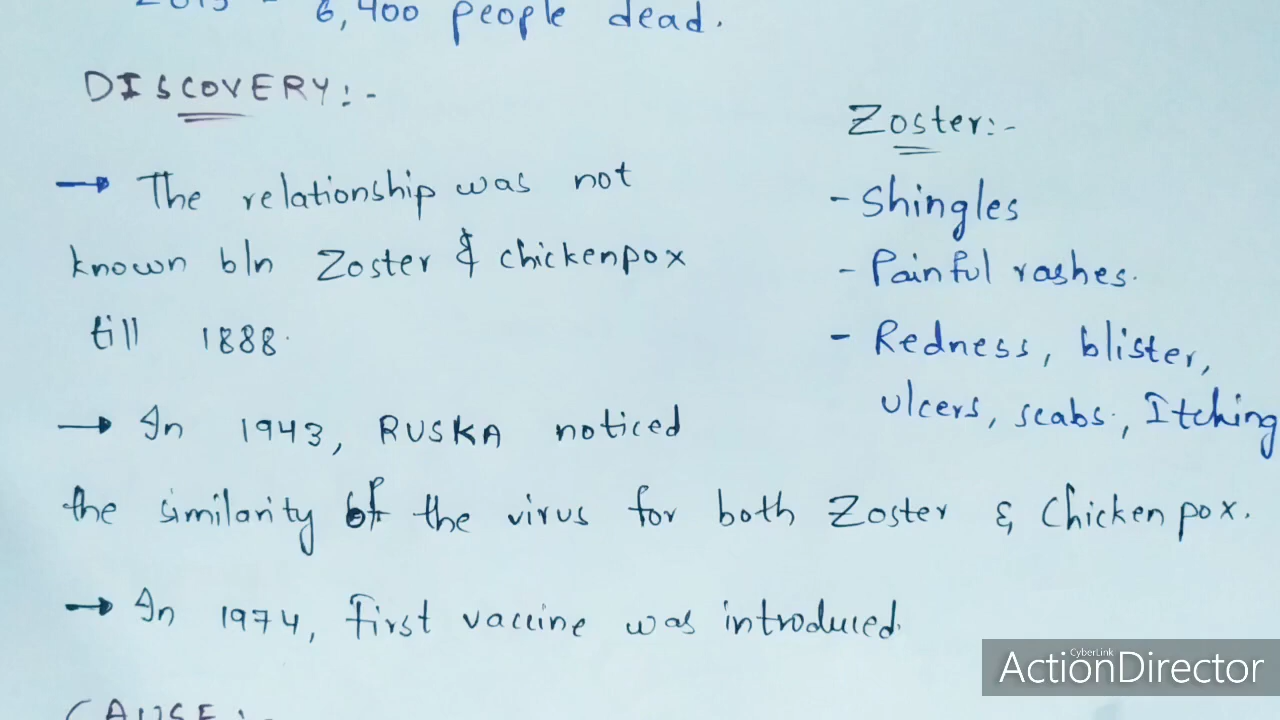 2015 - 6,400 people dead.
DISCOVERY:-
→ The relationship was not
known b/n Zoster & chickenpox
till 1888.
→ In 1943, RUSKA noticed
the similarity of the virus for both Zoster & Chickenpox.
→ In 1974, first vaccine was introduced.
Zoster:-
- Shingles
- Painful rashes.
- Redness, blister,
ulcers, scabs, Itching
CAUSE:-
CyberLink
ActionDirector